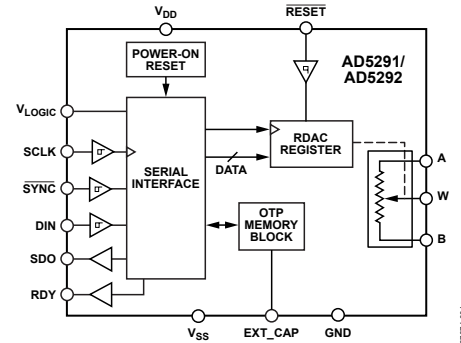 VDD
RESET
POWER-ON
RESET
AD5291/
AD5292
VLOGIC
SCLK
SYNC
DIN
SDO
RDY
SERIAL
INTERFACE
DATA
RDAC
REGISTER
OTP
MEMORY
BLOCK
A
W
B
VSS
EXT_CAP
GND